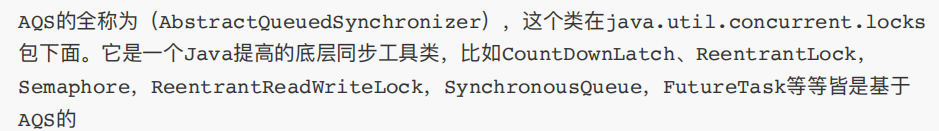 AQS的全称为（AbstractQueuedSynchronizer），这个类在java.util.concurrent.locks
包下面。它是一个Java提高的底层同步工具类，比如CountDownLatch、ReentrantLock，
Semaphore，ReentrantReadWriteLock，SynchronousQueue，FutureTask等等皆是基于
AQS的